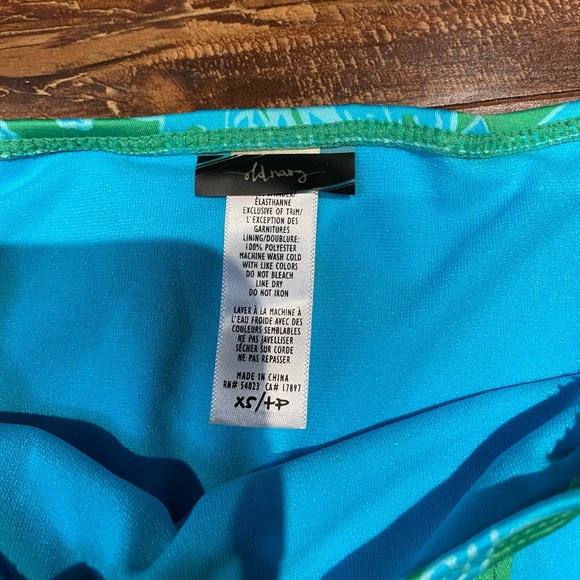 old navy
ÉLASTHANNE
EXCLUSIVE OF TRIM/
L'EXCEPTION DES
GARNITURES
LINING/DOUBLURE:
100% POLYESTER
MACHINE WASH COLD
WITH LIKE COLORS
DO NOT BLEACH
LINE DRY
DO NOT IRON
LAVER À LA MACHINE À
L'EAU FROIDE AVEC DES
COULEURS SEMBLABLES
NE PAS JAVELLISER
SÉCHER SUR CORDE
NE PAS REPASSER
MADE IN CHINA
RN# 54023 CA# 17897
XS/TP